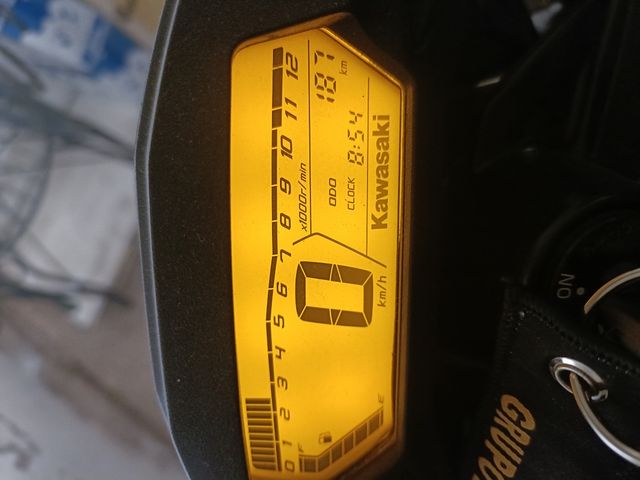 0 1 2 3 4 5 6 7 8 9 10 11 12
x1000r/min
187 km
ODO
CLOCK 8:54
Kawasaki
0
km/h
F
E
ON
GRUPO